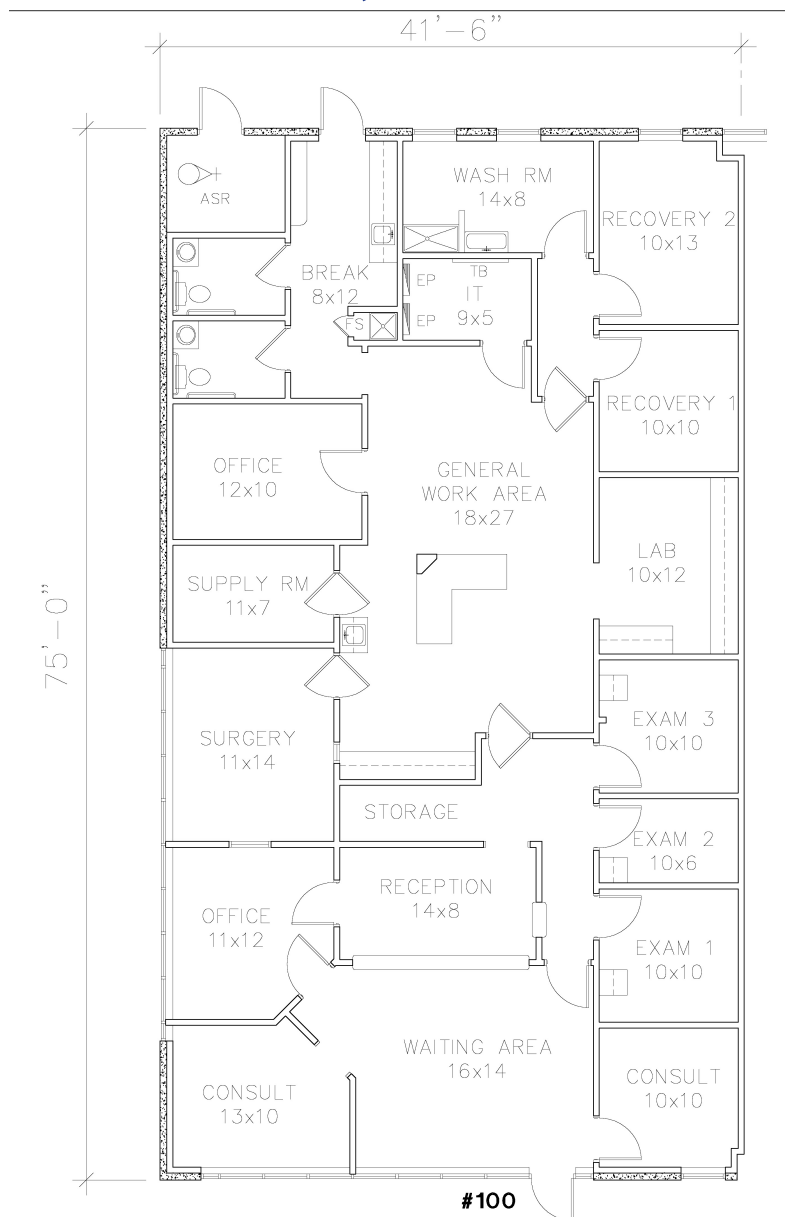 41'-6"
WASH RM
14x8
RECOVERY 2
10x13
ASR
BREAK
8x12
EP
TB
IT
9x5
EP
FS
RECOVERY 1
10x10
OFFICE
12x10
GENERAL
WORK AREA
18x27
LAB
10x12
SUPPLY RM
11x7
75'-0"
EXAM 3
10x10
SURGERY
11x14
STORAGE
EXAM 2
10x6
RECEPTION
14x8
OFFICE
11x12
EXAM 1
10x10
WAITING AREA
16x14
CONSULT
10x10
CONSULT
13x10
#100